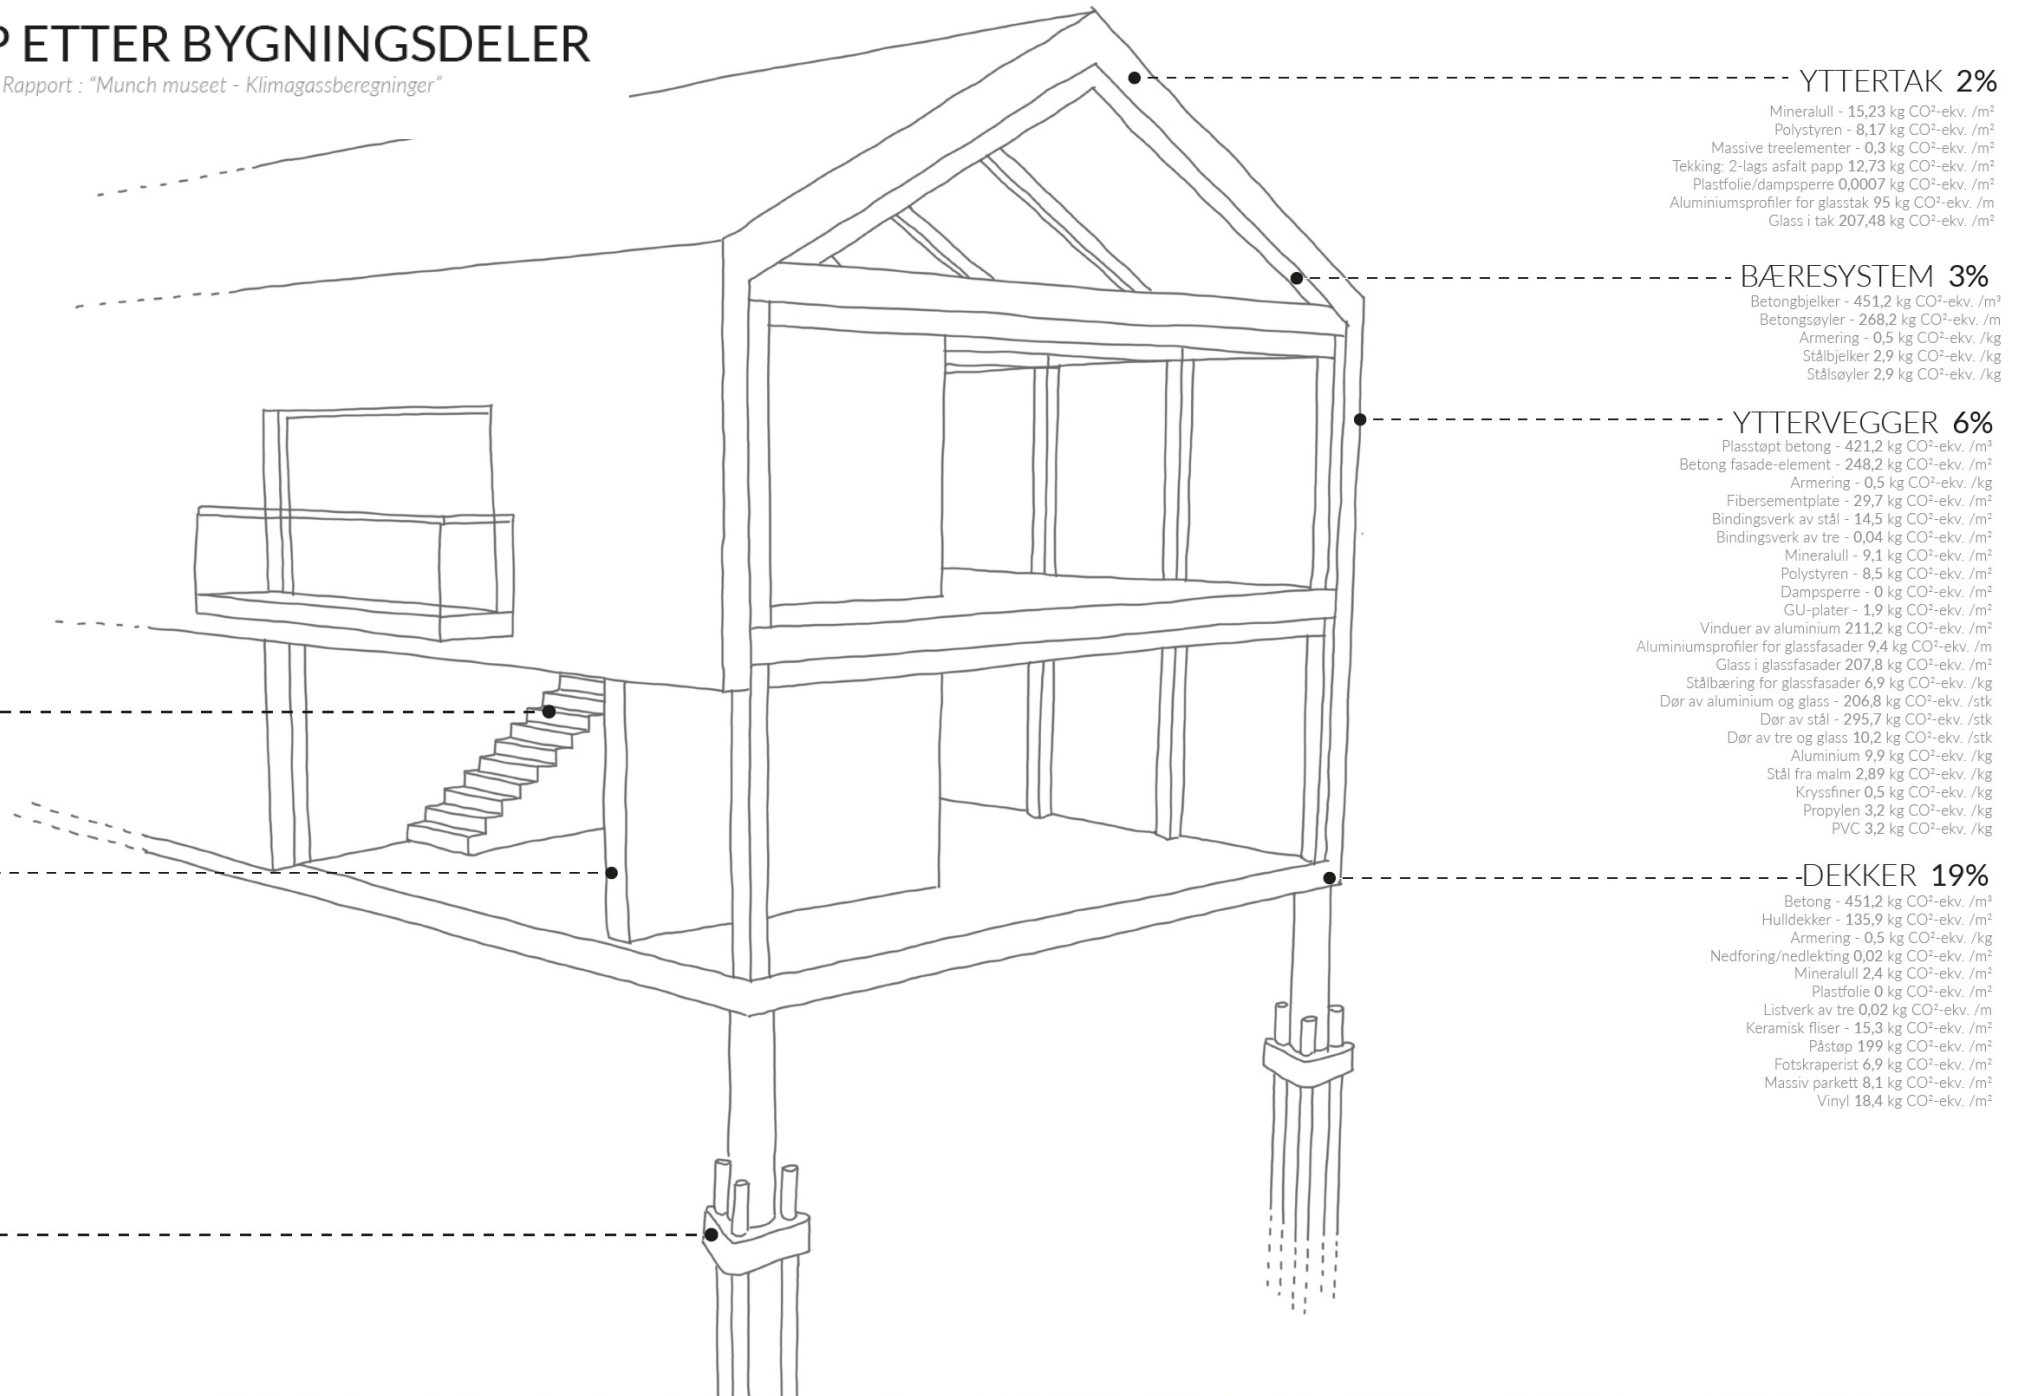 P ETTER BYGNINGSDELER
Rapport : “Munch museet - Klimagassberegninger”
YTTERTAK 2%
Mineralull - 15,23 kg CO²-ekv. /m²
Polystyren - 8,17 kg CO²-ekv. /m²
Massive treelementer - 0,3 kg CO²-ekv. /m²
Tekking: 2-lags asfalt papp 12,73 kg CO²-ekv. /m²
Plastfolie/dampsperre 0,0007 kg CO²-ekv. /m²
Aluminiumsprofiler for glasstak 95 kg CO²-ekv. /m
Glass i tak 207,48 kg CO²-ekv. /m²
BÆRESYSTEM 3%
Betongbjelker - 451,2 kg CO²-ekv. /m³
Betongsøyler - 268,2 kg CO²-ekv. /m
Armering - 0,5 kg CO²-ekv. /kg
Stålbjelker 2,9 kg CO²-ekv. /kg
Stålsøyler 2,9 kg CO²-ekv. /kg
YTTERVEGGER 6%
Plasstøpt betong - 421,2 kg CO²-ekv. /m³
Betong fasade-element - 248,2 kg CO²-ekv. /m²
Armering - 0,5 kg CO²-ekv. /kg
Fibersementplate - 29,7 kg CO²-ekv. /m²
Bindingsverk av stål - 14,5 kg CO²-ekv. /m²
Bindingsverk av tre - 0,04 kg CO²-ekv. /m²
Mineralull - 9,1 kg CO²-ekv. /m²
Polystyren - 8,5 kg CO²-ekv. /m²
Dampsperre - 0 kg CO²-ekv. /m²
GU-plater - 1,9 kg CO²-ekv. /m²
Vinduer av aluminium 211,2 kg CO²-ekv. /m²
Aluminiumsprofiler for glassfasader 9,4 kg CO²-ekv. /m
Glass i glassfasader 207,8 kg CO²-ekv. /m²
Stålbæring for glassfasader 6,9 kg CO²-ekv. /kg
Dør av aluminium og glass - 206,8 kg CO²-ekv. /stk
Dør av stål - 295,7 kg CO²-ekv. /stk
Dør av tre og glass 10,2 kg CO²-ekv. /stk
Aluminium 9,9 kg CO²-ekv. /kg
Stål fra malm 2,89 kg CO²-ekv. /kg
Kryssfiner 0,5 kg CO²-ekv. /kg
Propylen 3,2 kg CO²-ekv. /kg
PVC 3,2 kg CO²-ekv. /kg
DEKKER 19%
Betong - 451,2 kg CO²-ekv. /m³
Hulldekker - 135,9 kg CO²-ekv. /m²
Armering - 0,5 kg CO²-ekv. /kg
Nedforing/nedlekting 0,02 kg CO²-ekv. /m²
Mineralull 2,4 kg CO²-ekv. /m²
Plastfolie 0 kg CO²-ekv. /m²
Listverk av tre 0,02 kg CO²-ekv. /m
Keramisk fliser - 15,3 kg CO²-ekv. /m²
Påstøp 199 kg CO²-ekv. /m²
Fotskraperist 6,9 kg CO²-ekv. /m²
Massiv parkett 8,1 kg CO²-ekv. /m²
Vinyl 18,4 kg CO²-ekv. /m²